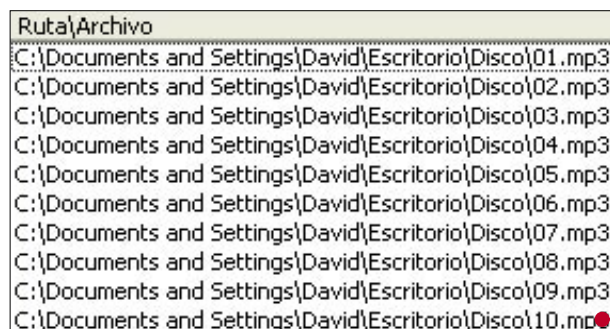 Ruta\Archivo
C:\Documents and Settings\David\Escritorio\Disco\01.mp3
C:\Documents and Settings\David\Escritorio\Disco\02.mp3
C:\Documents and Settings\David\Escritorio\Disco\03.mp3
C:\Documents and Settings\David\Escritorio\Disco\04.mp3
C:\Documents and Settings\David\Escritorio\Disco\05.mp3
C:\Documents and Settings\David\Escritorio\Disco\06.mp3
C:\Documents and Settings\David\Escritorio\Disco\07.mp3
C:\Documents and Settings\David\Escritorio\Disco\08.mp3
C:\Documents and Settings\David\Escritorio\Disco\09.mp3
C:\Documents and Settings\David\Escritorio\Disco\10.mp